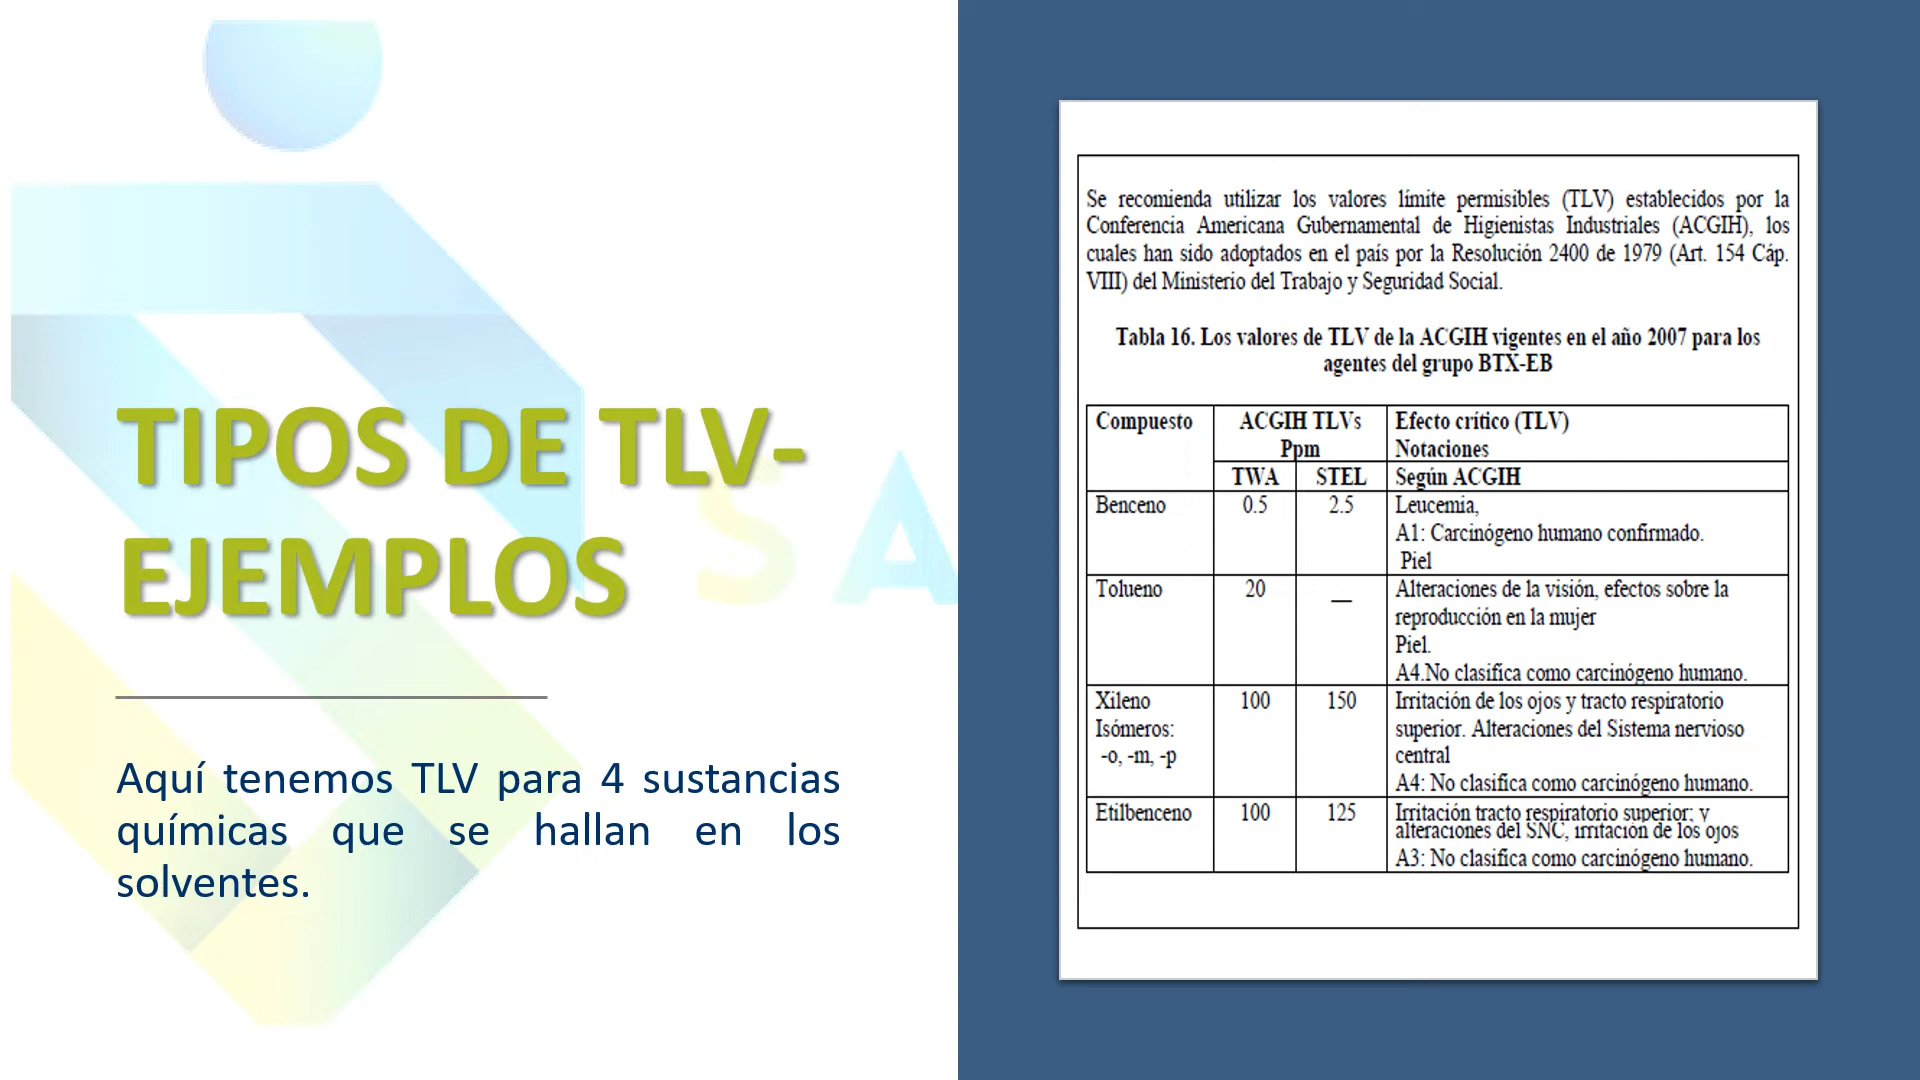 TIPOS DE TLV-
EJEMPLOS
S A
Aquí tenemos TLV para 4 sustancias
químicas que se hallan en los
solventes.
Se recomienda utilizar los valores límite permisibles (TLV) establecidos por la
Conferencia Americana Gubernamental de Higienistas Industriales (ACGIH), los
cuales han sido adoptados en el país por la Resolución 2400 de 1979 (Art. 154 Cáp.
VIII) del Ministerio del Trabajo y Seguridad Social.
Tabla 16. Los valores de TLV de la ACGIH vigentes en el año 2007 para los
agentes del grupo BTX-EB
Compuesto ACGIH TLVs Efecto crítico (TLV)
Ppm Notaciones
TWA STEL Según ACGIH
Benceno 0.5 2.5 Leucemia,
A1: Carcinógeno humano confirmado.
Piel
Tolueno 20 __ Alteraciones de la visión, efectos sobre la
reproducción en la mujer
Piel.
A4.No clasifica como carcinógeno humano.
Xileno 100 150 Irritación de los ojos y tracto respiratorio
Isómeros: superior. Alteraciones del Sistema nervioso
-o, -m, -p central
A4: No clasifica como carcinógeno humano.
Etilbenceno 100 125 Irritación tracto respiratorio superior; y
alteraciones del SNC, irritación de los ojos
A3: No clasifica como carcinógeno humano.